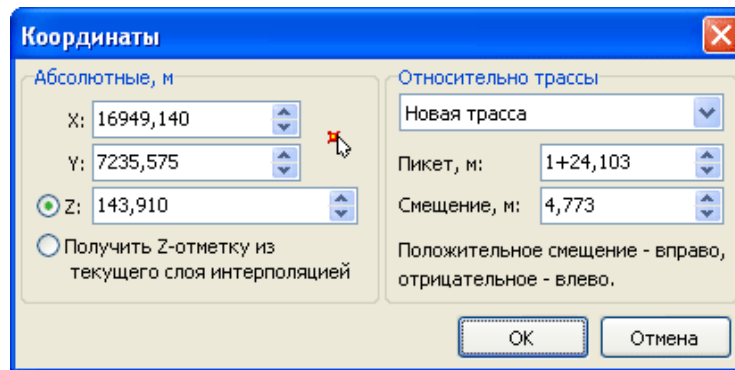 Координаты
Абсолютные, м
X: 16949,140
Y: 7235,575
Z: 143,910
Получить Z-отметку из
текущего слоя интерполяцией
Относительно трассы
Новая трасса
Пикет, м: 1+24,103
Смещение, м: 4,773
Положительное смещение - вправо,
отрицательное - влево.
OK
Отмена